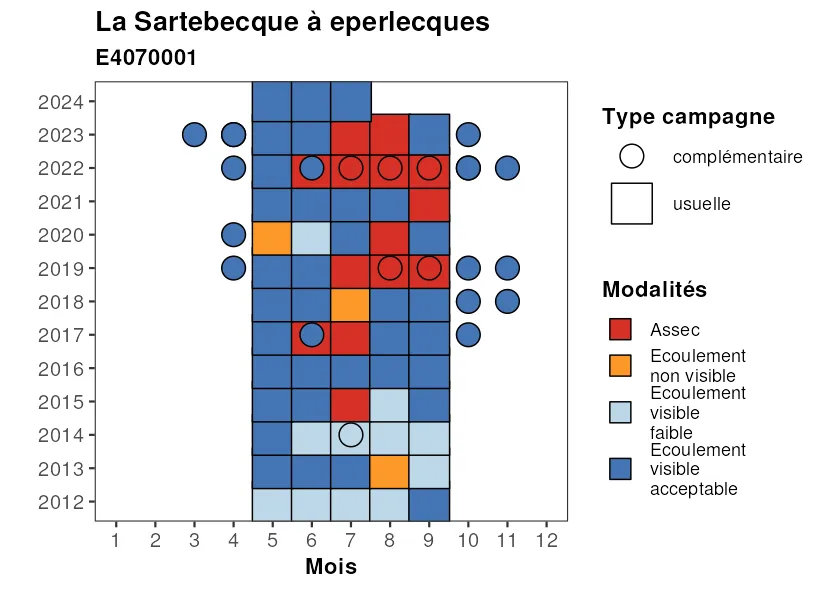 La Sartebecque à eperlecques
E4070001
2024
2023
2022
2021
2020
2019
2018
2017
2016
2015
2014
2013
2012
1 2 3 4 5 6 7 8 9 10 11 12
Mois
Type campagne
complémentaire
usuelle
Modalités
Assec
Ecoulement
non visible
Ecoulement
visible
faible
Ecoulement
visible
acceptable